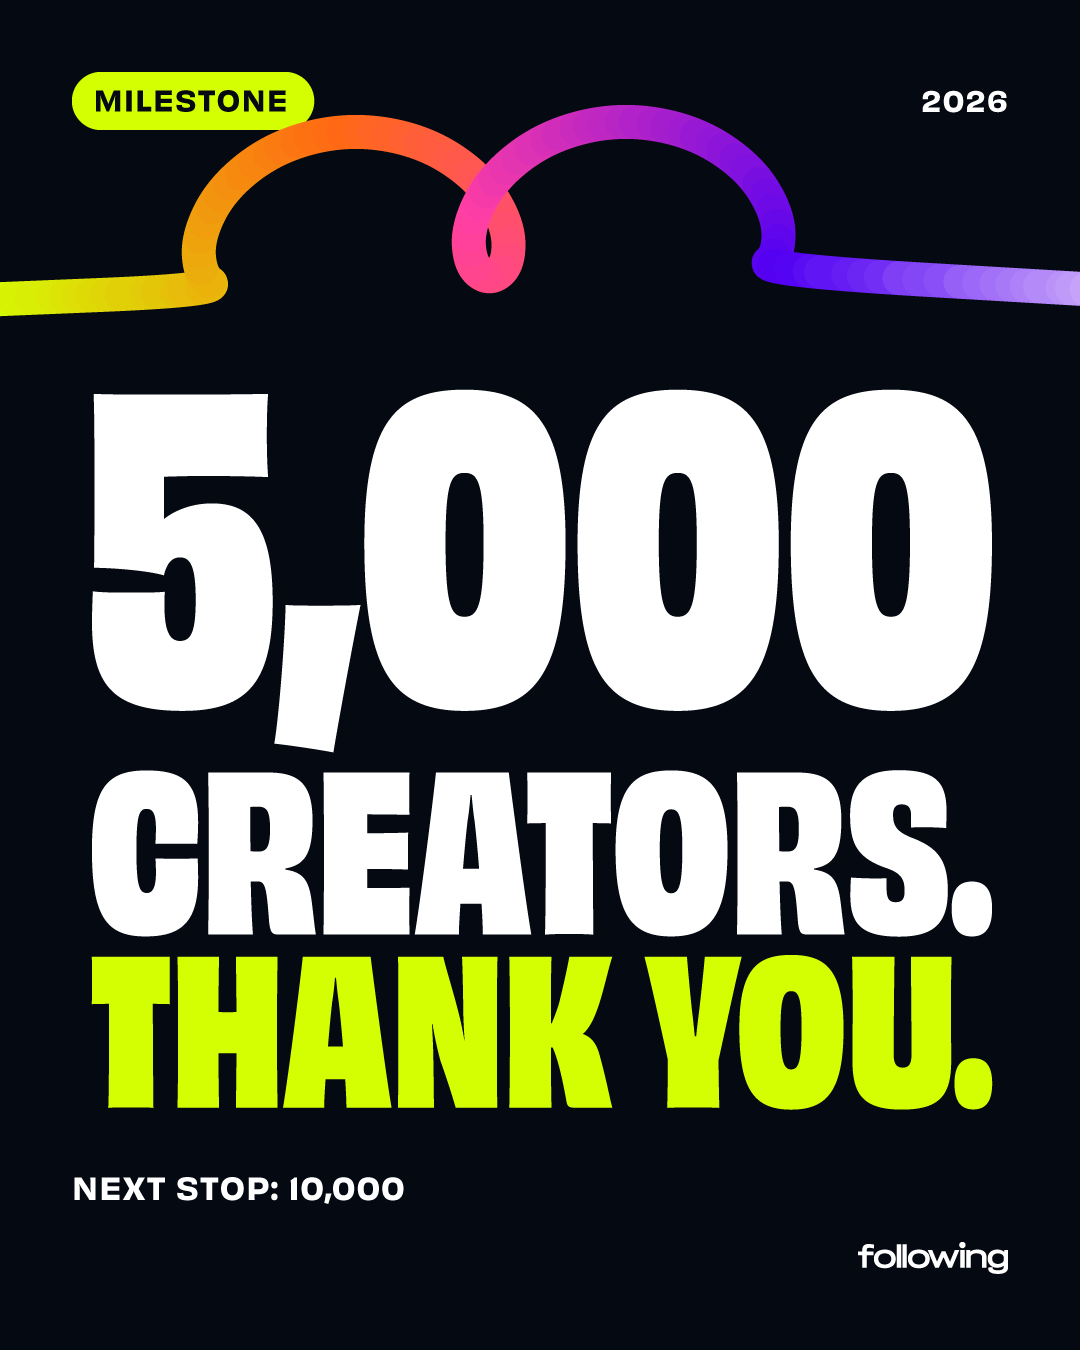 MILESTONE
2026
5,000
CREATORS.
THANK YOU.
NEXT STOP: 10,000
following